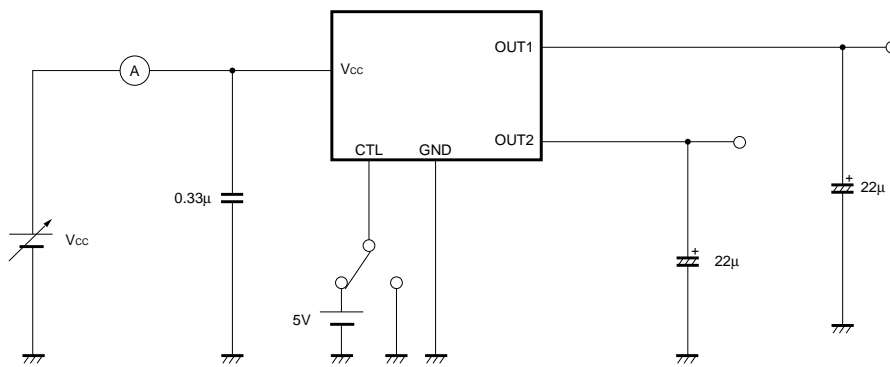 OUT1
A
Vcc
OUT2
CTL
GND
0.33µ
+
22µ
Vcc
+
22µ
5V